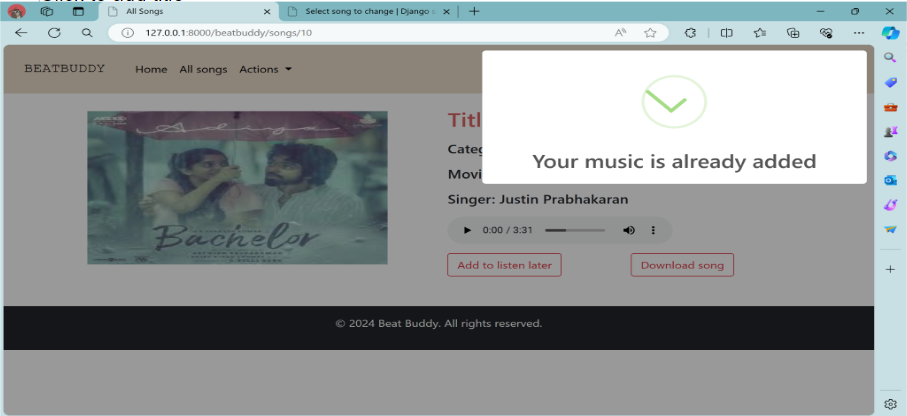 All Songs
Select song to change | Django s
127.0.0.1:8000/beatbuddy/songs/10
BEATBUDDY Home All songs Actions
Your music is already added
Adiye
Bachelor
Titl
Categ
Movi
Singer: Justin Prabhakaran
0:00 / 3:31
Add to listen later Download song
© 2024 Beat Buddy. All rights reserved.